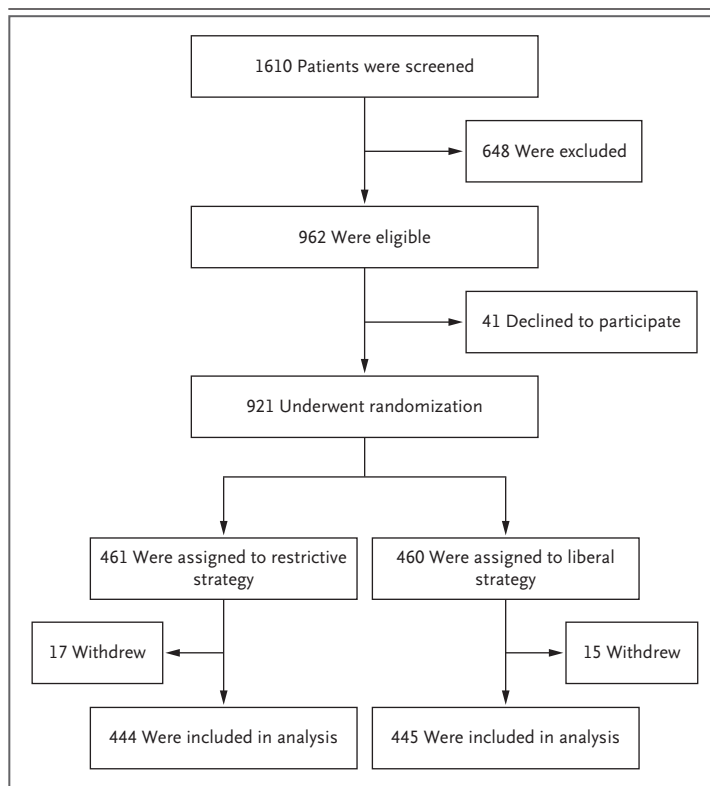 1610 Patients were screened
648 Were excluded
962 Were eligible
41 Declined to participate
921 Underwent randomization
461 Were assigned to restrictive
strategy
460 Were assigned to liberal
strategy
17 Withdrew
15 Withdrew
444 Were included in analysis
445 Were included in analysis